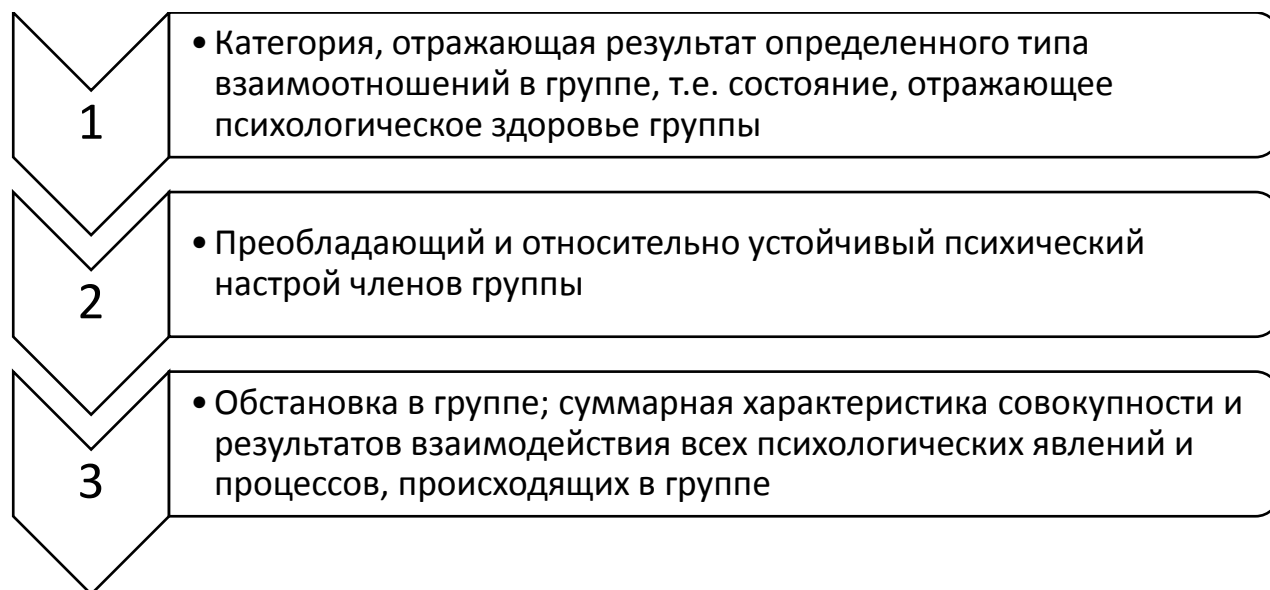 1
• Категория, отражающая результат определенного типа
взаимоотношений в группе, т.е. состояние, отражающее
психологическое здоровье группы
2
• Преобладающий и относительно устойчивый психический
настрой членов группы
3
• Обстановка в группе; суммарная характеристика совокупности и
результатов взаимодействия всех психологических явлений и
процессов, происходящих в группе